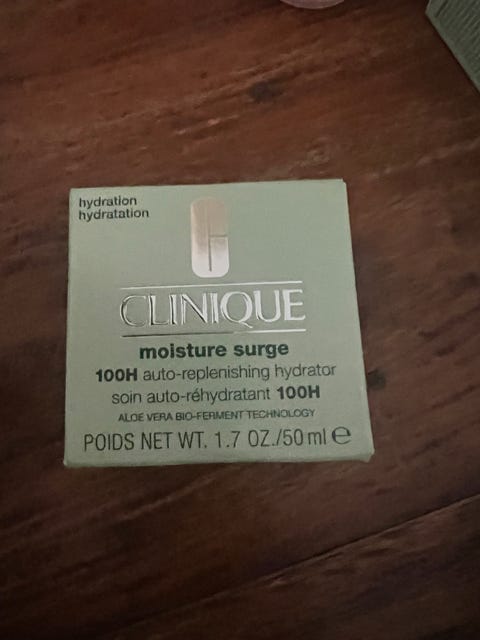 hydration
hydratation
CLINIQUE
moisture surge
100H auto-replenishing hydrator
soin auto-réhydratant 100H
ALOE VERA BIO-FERMENT TECHNOLOGY
POIDS NET WT. 1.7 OZ./50 ml ℮